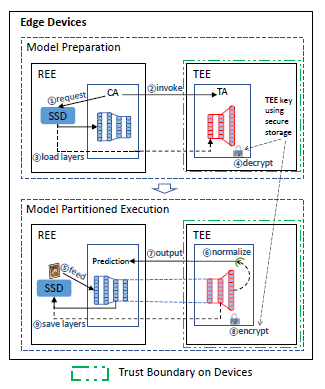 Edge Devices
Model Preparation
REE
TEE
①request
CA
②invoke
TA
SSD
③load layers
④decrypt
TEE key
using
secure
storage
Model Partitioned Execution
REE
TEE
⑦output
⑥normalize
Prediction
⑤feed
SSD
⑨save layers
⑧encrypt
Trust Boundary on Devices